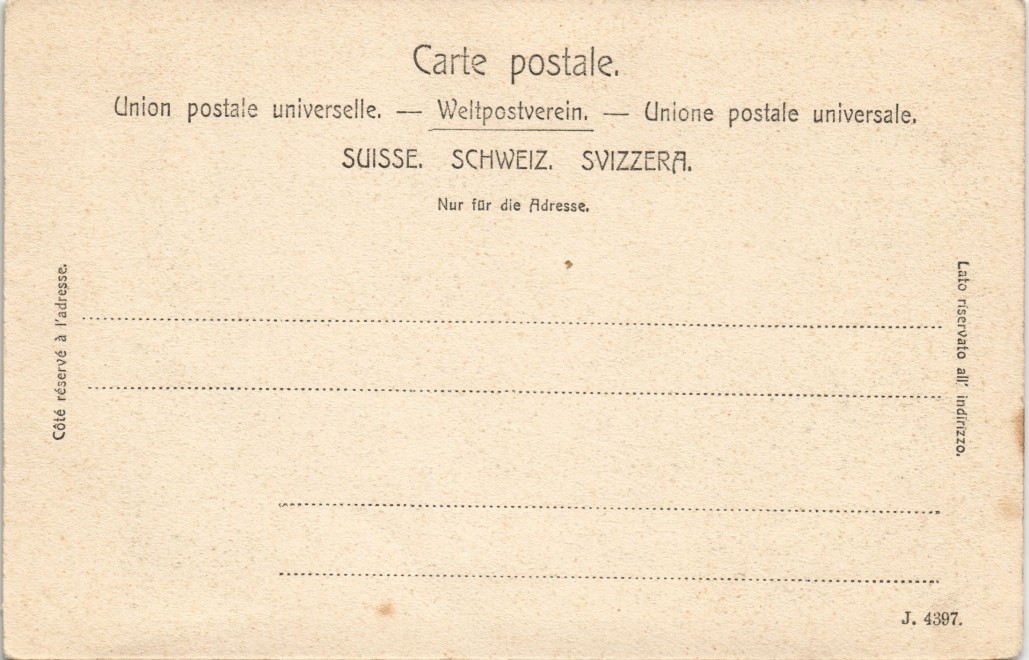 Carte postale.
Union postale universelle. — Weltpostverein. — Unione postale universale.
SUISSE. SCHWEIZ. SVIZZERA.
Nur für die Adresse.
Côté réservé à l'adresse.
Lato riservato all' indirizzo.
J. 4397.